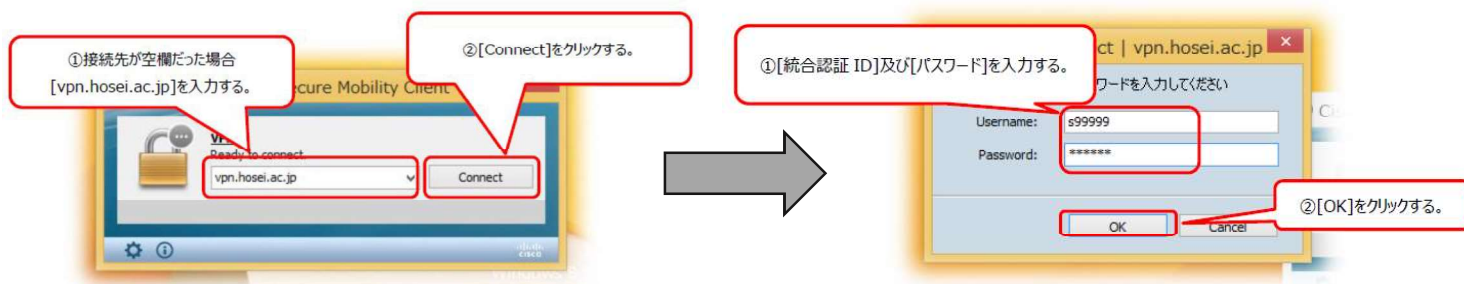 ①接続先が空欄だった場合
[vpn.hosei.ac.jp]を入力する。
②[Connect]をクリックする。
ecure Mobility Client
VP
Ready to connect.
vpn.hosei.ac.jp
Connect
cisco
①[統合認証 ID]及び[パスワード]を入力する。
ct | vpn.hosei.ac.jp
ワードを入力してください
Username:
s99999
Password:
******
OK
Cancel
②[OK]をクリックする。